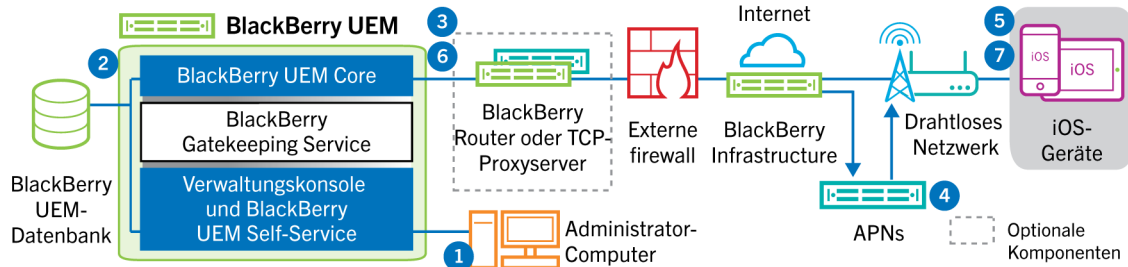 BlackBerry UEM
2
BlackBerry UEM Core
BlackBerry
Gatekeeping Service
Verwaltungskonsole
und BlackBerry
UEM Self-Service
BlackBerry
UEM-
Datenbank
1
Administrator-
Computer
3
6
BlackBerry
Router oder TCP-
Proxyserver
Externe
firewall
Internet
BlackBerry
Infrastructure
APNs
4
Drahtloses
Netzwerk
5
7
iOS
iOS
iOS-
Geräte
Optionale
Komponenten